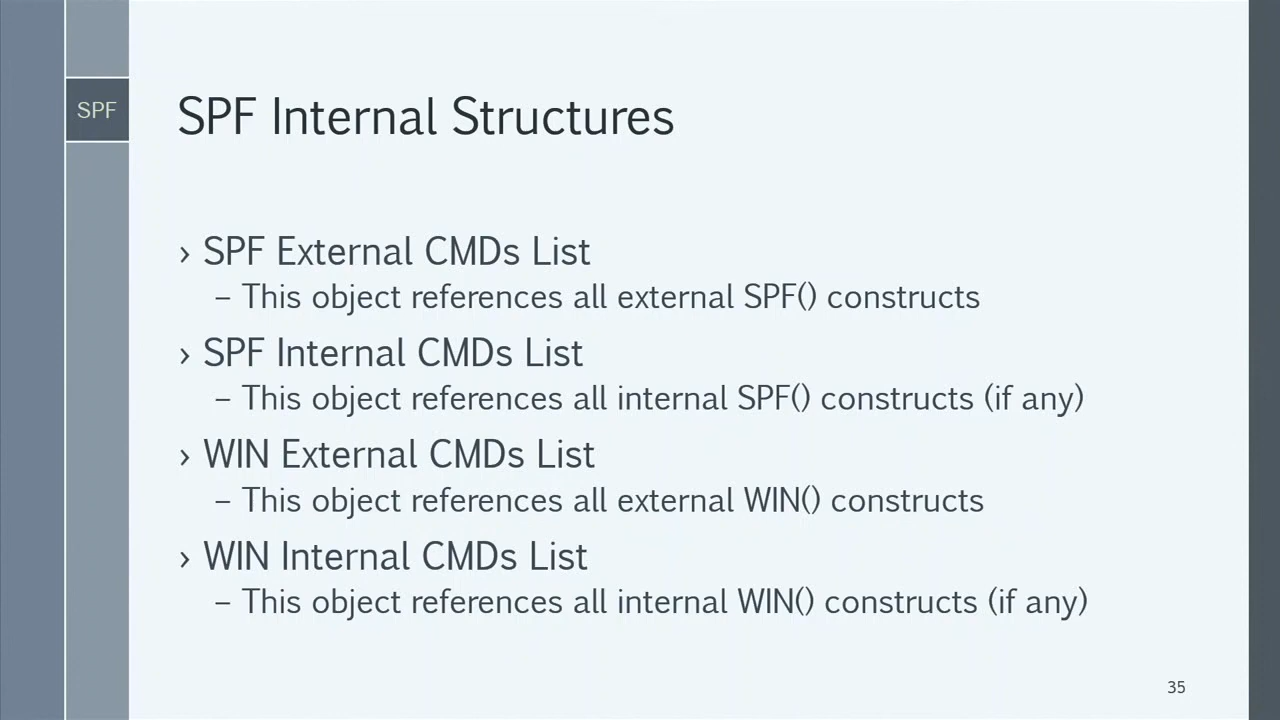 SPF
SPF Internal Structures
› SPF External CMDs List
– This object references all external SPF() constructs
› SPF Internal CMDs List
– This object references all internal SPF() constructs (if any)
› WIN External CMDs List
– This object references all external WIN() constructs
› WIN Internal CMDs List
– This object references all internal WIN() constructs (if any)
35